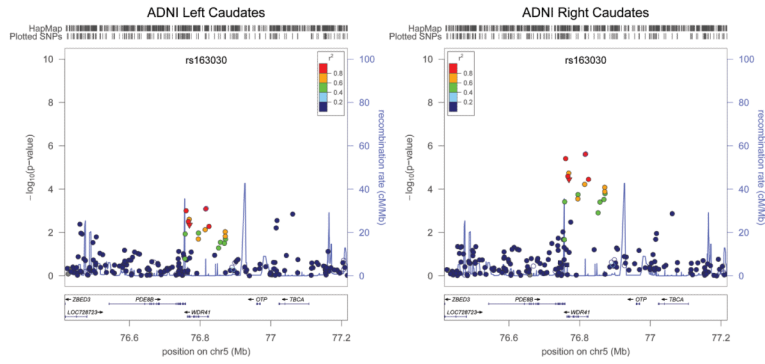 ADNI Left Caudates
HapMap
Plotted SNPs
10
8
6
4
2
0
−log10(p−value)
rs163030
r²
0.8
0.6
0.4
0.2
100
80
60
40
20
0
recombination rate (cM/Mb)
ZBED3
PDE8B
OTP
TBCA
LOC728723
WDR41
76.6
76.8
77
77.2
position on chr5 (Mb)
ADNI Right Caudates
HapMap
Plotted SNPs
10
8
6
4
2
0
−log10(p−value)
rs163030
r²
0.8
0.6
0.4
0.2
100
80
60
40
20
0
recombination rate (cM/Mb)
ZBED3
PDE8B
OTP
TBCA
LOC728723
WDR41
76.6
76.8
77
77.2
position on chr5 (Mb)